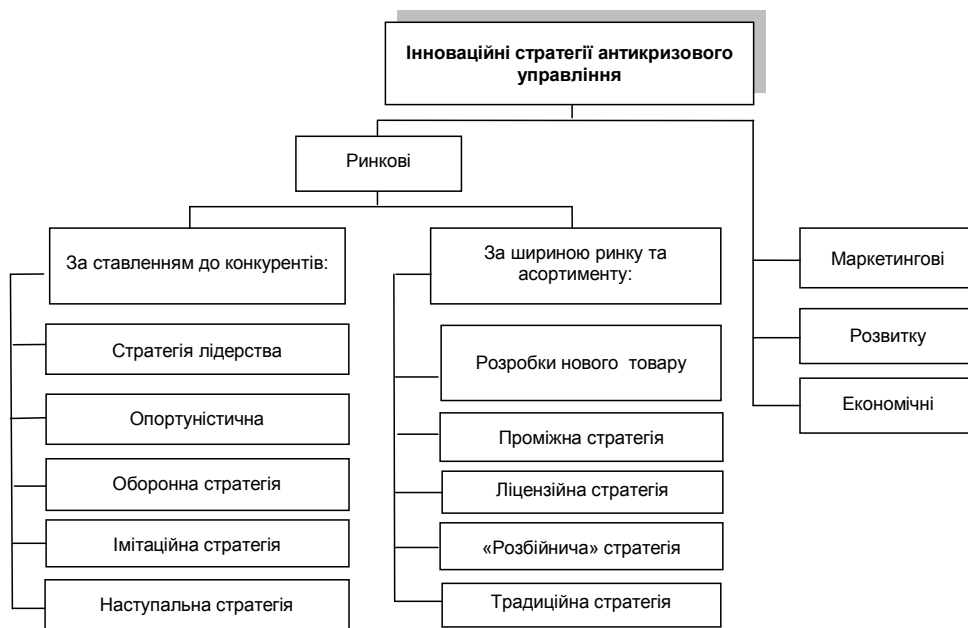 Інноваційні стратегії антикризового
управління
Ринкові
За ставленням до конкурентів:
Стратегія лідерства
Опортуністична
Оборонна стратегія
Імітаційна стратегія
Наступальна стратегія
За шириною ринку та
асортименту:
Розробки нового товару
Проміжна стратегія
Ліцензійна стратегія
«Розбійнича» стратегія
Традиційна стратегія
Маркетингові
Розвитку
Економічні